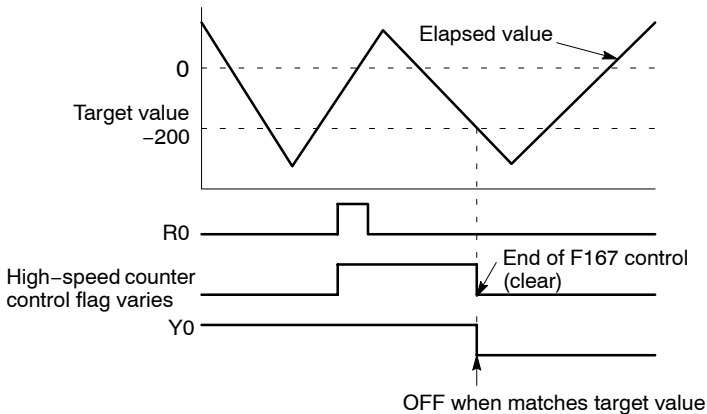 Elapsed value
0
Target value
−200
R0
End of F167 control
(clear)
High−speed counter
control flag varies
Y0
OFF when matches target value